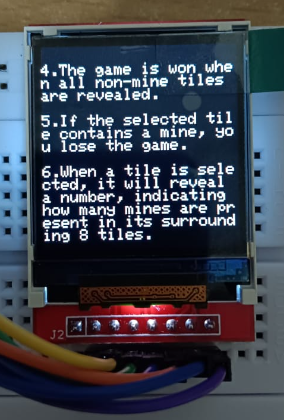 4.The game is won whe
n all non-mine tiles
are revealed.
5.If the selected til
e contains a mine, yo
u lose the game.
6.When a tile is sele
cted, it will reveal
a number, indicating
how many mines are pr
esent in its surround
ing 8 tiles.
J2